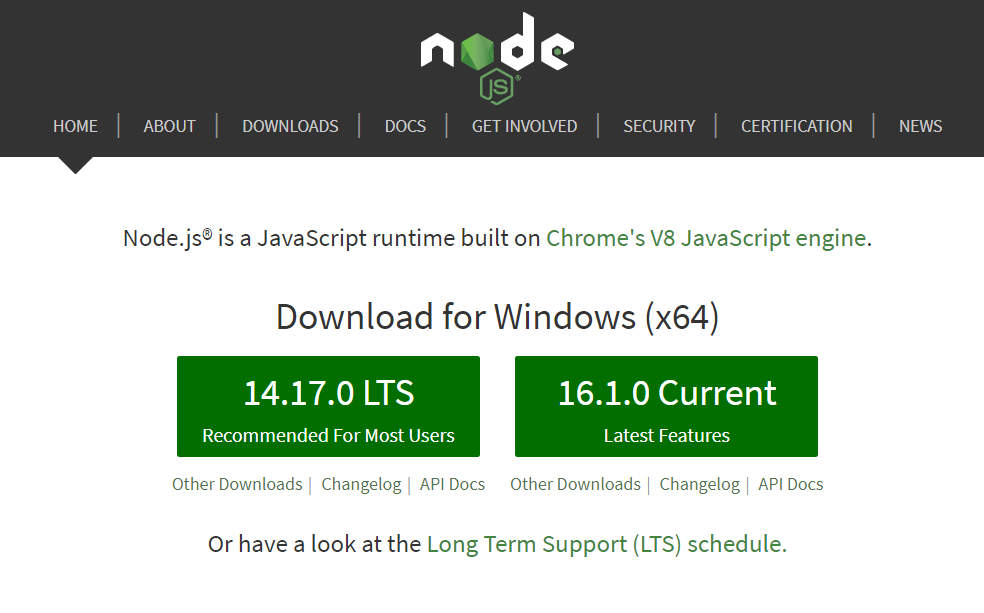 node
JS®
HOME | ABOUT | DOWNLOADS | DOCS | GET INVOLVED | SECURITY | CERTIFICATION | NEWS
Node.js® is a JavaScript runtime built on Chrome's V8 JavaScript engine.
Download for Windows (x64)
14.17.0 LTS
Recommended For Most Users
16.1.0 Current
Latest Features
Other Downloads | Changelog | API Docs
Other Downloads | Changelog | API Docs
Or have a look at the Long Term Support (LTS) schedule.